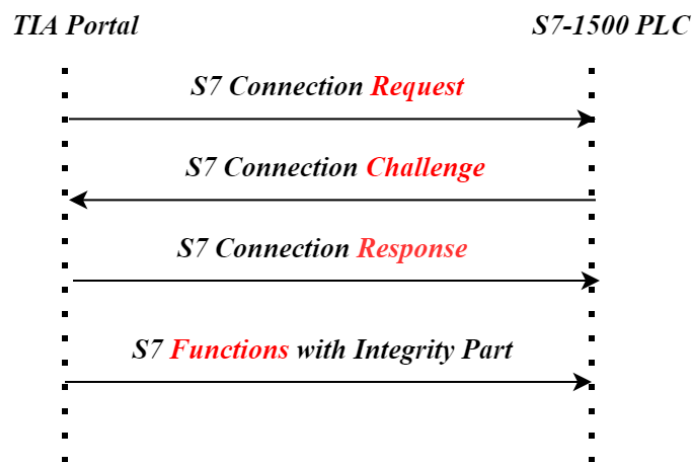 TIA Portal
S7-1500 PLC
S7 Connection Request
S7 Connection Challenge
S7 Connection Response
S7 Functions with Integrity Part